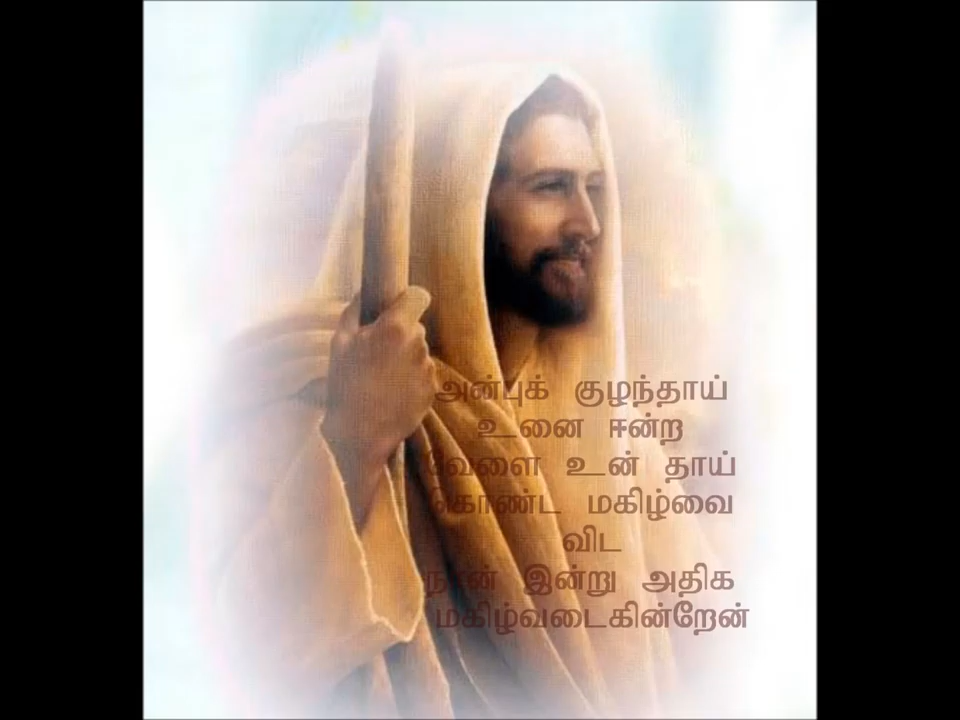 அன்புக் குழந்தாய்
உனை ஈன்ற
வேளை உன் தாய்
கொண்ட மகிழ்வை
விட
நான் இன்று அதிக
மகிழ்வடைகின்றேன்